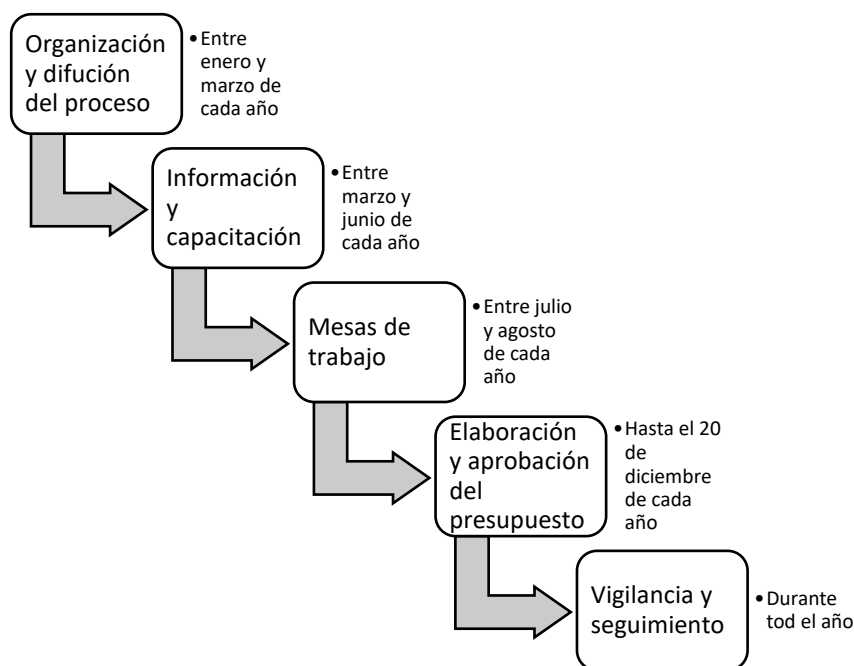 Organización
y difución
del proceso
•Entre
enero y
marzo de
cada año
Información
y
capacitación
•Entre
marzo y
junio de
cada año
Mesas de
trabajo
•Entre julio
y agosto
de cada
año
Elaboración
y aprobación
del
presupuesto
•Hasta el 20
de
diciembre
de cada
año
Vigilancia y
seguimiento
•Durante
tod el año